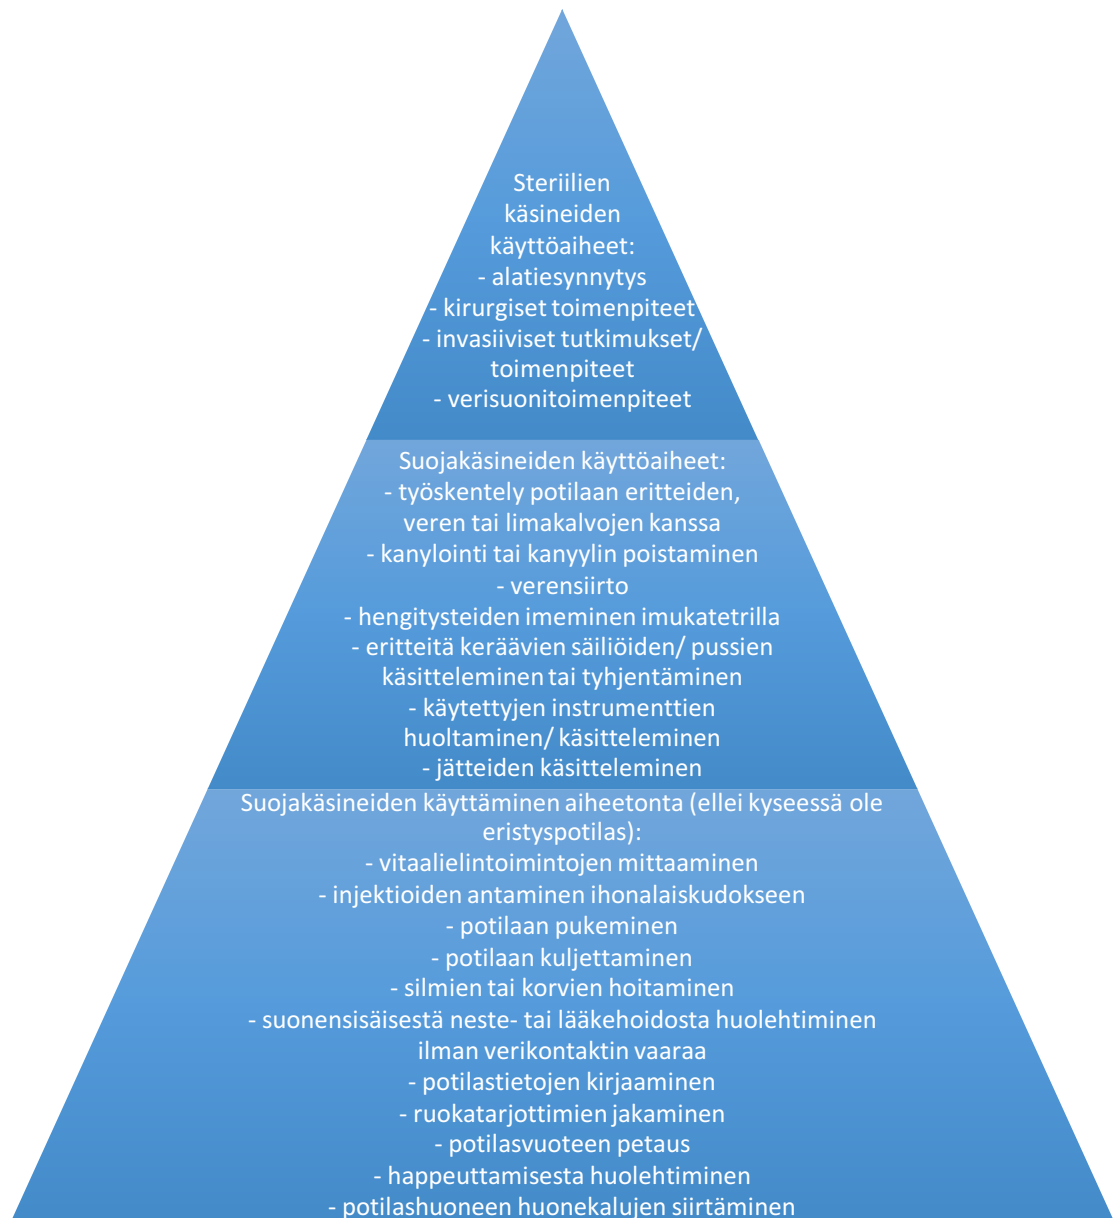 Steriilien
käsineiden
käyttöaiheet:
- alatiesynnytys
- kirurgiset toimenpiteet
- invasiiviset tutkimukset/
toimenpiteet
- verisuonitoimenpiteet
Suojakäsineiden käyttöaiheet:
- työskentely potilaan eritteiden,
veren tai limakalvojen kanssa
- kanylointi tai kanyylin poistaminen
- verensiirto
- hengitysteiden imeminen imukatetrilla
- eritteitä keräävien säiliöiden/ pussien
käsitteleminen tai tyhjentäminen
- käytettyjen instrumenttien
huoltaminen/ käsitteleminen
- jätteiden käsitteleminen
Suojakäsineiden käyttäminen aiheetonta (ellei kyseessä ole
eristyspotilas):
- vitaalielintoimintojen mittaaminen
- injektioiden antaminen ihonalaiskudokseen
- potilaan pukeminen
- potilaan kuljettaminen
- silmien tai korvien hoitaminen
- suonensisäisestä neste- tai lääkehoidosta huolehtiminen
ilman verikontaktin vaaraa
- potilastietojen kirjaaminen
- ruokatarjottimien jakaminen
- potilasvuoteen petaus
- happeuttamisesta huolehtiminen
- potilashuoneen huonekalujen siirtäminen